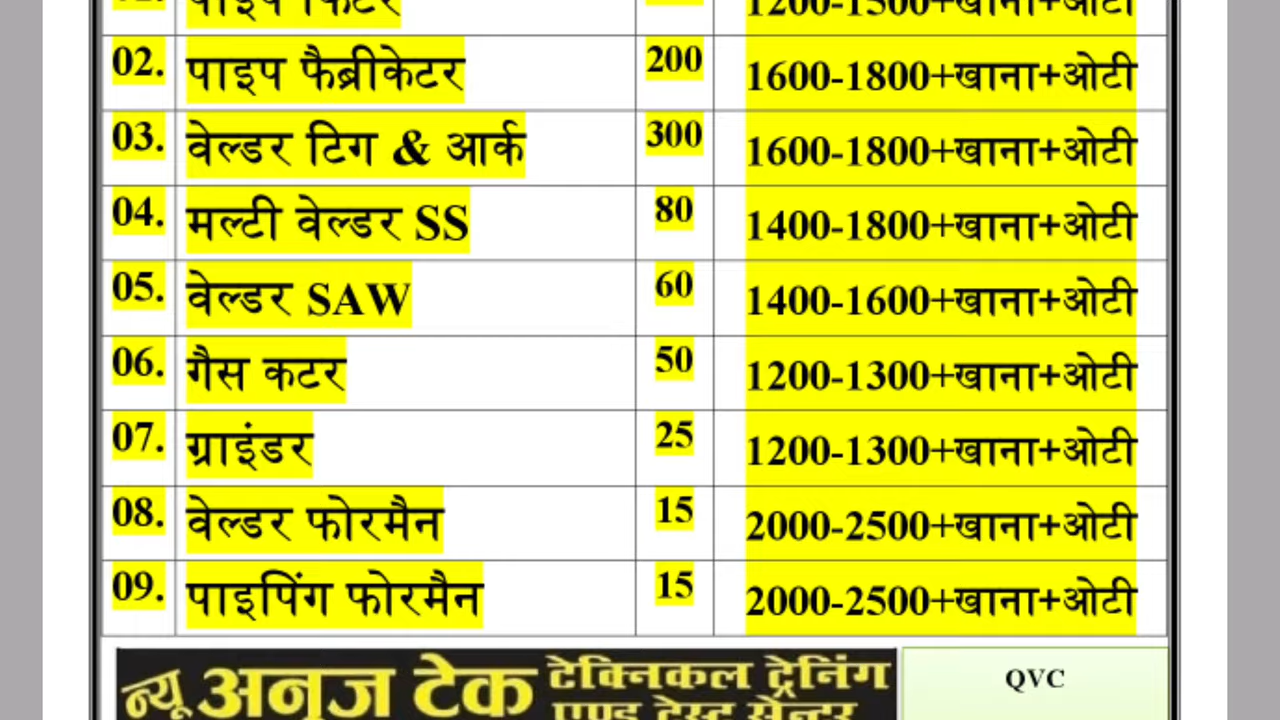 पाइप फिटर 1200-1500+खाना+ओटी
02. पाइप फैब्रीकेटर 200 1600-1800+खाना+ओटी
03. वेल्डर टिग & आर्क 300 1600-1800+खाना+ओटी
04. मल्टी वेल्डर SS 80 1400-1800+खाना+ओटी
05. वेल्डर SAW 60 1400-1600+खाना+ओटी
06. गैस कटर 50 1200-1300+खाना+ओटी
07. ग्राइंडर 25 1200-1300+खाना+ओटी
08. वेल्डर फोरमैन 15 2000-2500+खाना+ओटी
09. पाइपिंग फोरमैन 15 2000-2500+खाना+ओटी
न्यू अनुज टेक टेक्निकल ट्रेनिंग
एण्ड टेस्ट सैन्टर
QVC